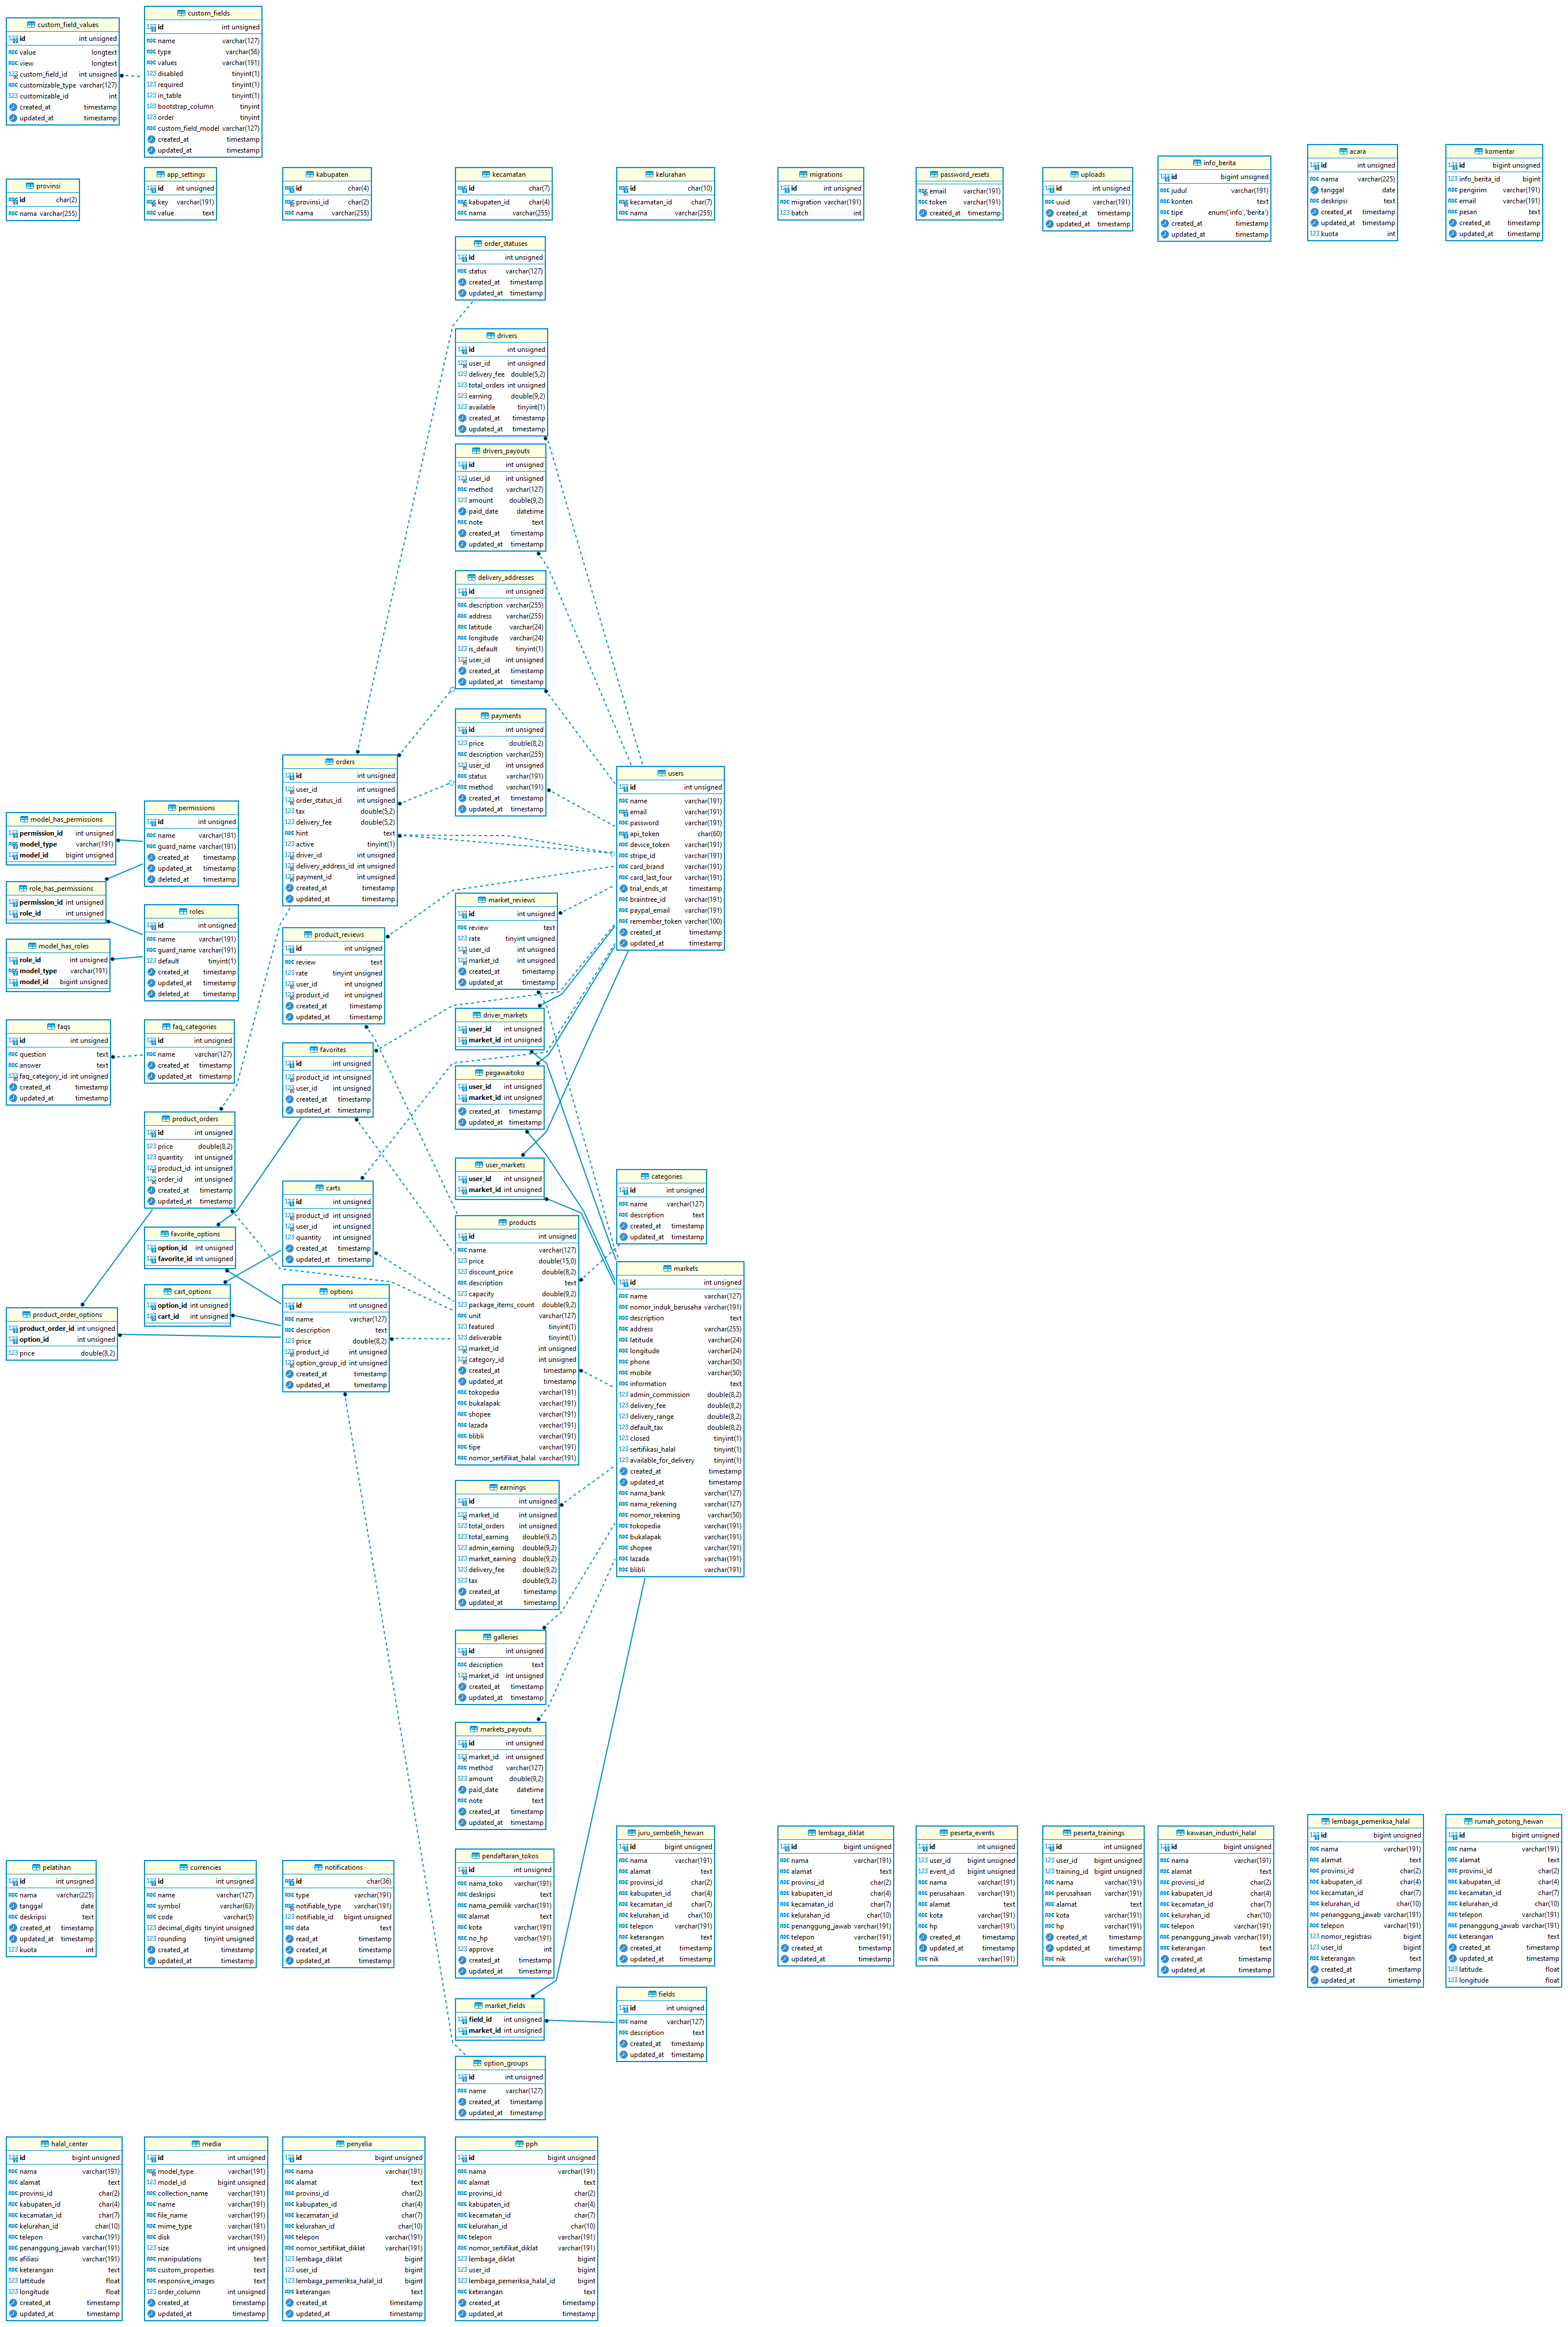 custom_field_values
id int unsigned
value longtext
view longtext
custom_field_id int unsigned
customizable_type varchar(127)
customizable_id int
created_at timestamp
updated_at timestamp
custom_fields
id int unsigned
name varchar(127)
type varchar(56)
values varchar(191)
disabled tinyint(1)
required tinyint(1)
in_table tinyint(1)
bootstrap_column tinyint
order tinyint
custom_field_model varchar(127)
created_at timestamp
updated_at timestamp
provinsi
id char(2)
nama varchar(255)
app_settings
id int unsigned
key varchar(191)
value text
kabupaten
id char(4)
provinsi_id char(2)
nama varchar(255)
kecamatan
id char(7)
kabupaten_id char(4)
nama varchar(255)
kelurahan
id char(10)
kecamatan_id char(7)
nama varchar(255)
migrations
id int unsigned
migration varchar(191)
batch int
password_resets
email varchar(191)
token varchar(191)
created_at timestamp
uploads
id int unsigned
uuid varchar(191)
created_at timestamp
updated_at timestamp
info_berita
id bigint unsigned
judul varchar(191)
konten text
tipe enum('info','berita')
created_at timestamp
updated_at timestamp
acara
id int unsigned
nama varchar(225)
tanggal date
deskripsi text
created_at timestamp
updated_at timestamp
kuota int
komentar
id bigint unsigned
info_berita_id bigint
pengirim varchar(191)
email varchar(191)
pesan text
created_at timestamp
updated_at timestamp
order_statuses
id int unsigned
status varchar(127)
created_at timestamp
updated_at timestamp
drivers
id int unsigned
user_id int unsigned
delivery_fee double(5,2)
total_orders int unsigned
earning double(9,2)
available tinyint(1)
created_at timestamp
updated_at timestamp
drivers_payouts
id int unsigned
user_id int unsigned
method varchar(127)
amount double(9,2)
paid_date datetime
note text
created_at timestamp
updated_at timestamp
delivery_addresses
id int unsigned
description varchar(255)
address varchar(255)
latitude varchar(24)
longitude varchar(24)
is_default tinyint(1)
user_id int unsigned
created_at timestamp
updated_at timestamp
payments
id int unsigned
price double(8,2)
description varchar(255)
user_id int unsigned
status varchar(191)
method varchar(191)
created_at timestamp
updated_at timestamp
orders
id int unsigned
user_id int unsigned
order_status_id int unsigned
tax double(5,2)
delivery_fee double(5,2)
hint text
active tinyint(1)
driver_id int unsigned
delivery_address_id int unsigned
payment_id int unsigned
created_at timestamp
updated_at timestamp
users
id int unsigned
name varchar(191)
email varchar(191)
password varchar(191)
api_token char(60)
device_token varchar(191)
stripe_id varchar(191)
card_brand varchar(191)
card_last_four varchar(191)
trial_ends_at timestamp
braintree_id varchar(191)
paypal_email varchar(191)
remember_token varchar(100)
created_at timestamp
updated_at timestamp
model_has_permissions
permission_id int unsigned
model_type varchar(191)
model_id bigint unsigned
permissions
id int unsigned
name varchar(191)
guard_name varchar(191)
created_at timestamp
updated_at timestamp
deleted_at timestamp
role_has_permissions
permission_id int unsigned
role_id int unsigned
roles
id int unsigned
name varchar(191)
guard_name varchar(191)
default tinyint(1)
created_at timestamp
updated_at timestamp
deleted_at timestamp
model_has_roles
role_id int unsigned
model_type varchar(191)
model_id bigint unsigned
product_reviews
id int unsigned
review text
rate tinyint unsigned
user_id int unsigned
product_id int unsigned
created_at timestamp
updated_at timestamp
market_reviews
id int unsigned
review text
rate tinyint unsigned
user_id int unsigned
market_id int unsigned
created_at timestamp
updated_at timestamp
faqs
id int unsigned
question text
answer text
faq_category_id int unsigned
created_at timestamp
updated_at timestamp
faq_categories
id int unsigned
name varchar(127)
created_at timestamp
updated_at timestamp
favorites
id int unsigned
product_id int unsigned
user_id int unsigned
created_at timestamp
updated_at timestamp
driver_markets
user_id int unsigned
market_id int unsigned
pegawaitoko
user_id int unsigned
market_id int unsigned
created_at timestamp
updated_at timestamp
product_orders
id int unsigned
price double(8,2)
quantity int unsigned
product_id int unsigned
order_id int unsigned
created_at timestamp
updated_at timestamp
user_markets
user_id int unsigned
market_id int unsigned
categories
id int unsigned
name varchar(127)
description text
created_at timestamp
updated_at timestamp
carts
id int unsigned
product_id int unsigned
user_id int unsigned
quantity int unsigned
created_at timestamp
updated_at timestamp
favorite_options
option_id int unsigned
favorite_id int unsigned
products
id int unsigned
name varchar(127)
price double(15,0)
discount_price double(8,2)
description text
capacity double(9,2)
package_items_count double(9,2)
unit varchar(127)
featured tinyint(1)
deliverable tinyint(1)
market_id int unsigned
category_id int unsigned
created_at timestamp
updated_at timestamp
tokopedia varchar(191)
bukalapak varchar(191)
shopee varchar(191)
lazada varchar(191)
blibli varchar(191)
tipe varchar(191)
nomor_sertifikat_halal varchar(191)
markets
id int unsigned
name varchar(127)
nomor_induk_berusaha varchar(191)
description text
address varchar(255)
latitude varchar(24)
longitude varchar(24)
phone varchar(50)
mobile varchar(50)
information text
admin_commission double(8,2)
delivery_fee double(8,2)
delivery_range double(8,2)
default_tax double(8,2)
closed tinyint(1)
sertifikasi_halal tinyint(1)
available_for_delivery tinyint(1)
created_at timestamp
updated_at timestamp
nama_bank varchar(127)
nama_rekening varchar(127)
nomor_rekening varchar(50)
tokopedia varchar(191)
bukalapak varchar(191)
shopee varchar(191)
lazada varchar(191)
blibli varchar(191)
cart_options
option_id int unsigned
cart_id int unsigned
options
id int unsigned
name varchar(127)
description text
price double(8,2)
product_id int unsigned
option_group_id int unsigned
created_at timestamp
updated_at timestamp
product_order_options
product_order_id int unsigned
option_id int unsigned
price double(8,2)
earnings
id int unsigned
market_id int unsigned
total_orders int unsigned
total_earning double(9,2)
admin_earning double(9,2)
market_earning double(9,2)
delivery_fee double(9,2)
tax double(9,2)
created_at timestamp
updated_at timestamp
galleries
id int unsigned
description text
market_id int unsigned
created_at timestamp
updated_at timestamp
markets_payouts
id int unsigned
market_id int unsigned
method varchar(127)
amount double(9,2)
paid_date datetime
note text
created_at timestamp
updated_at timestamp
pelatihan
id int unsigned
nama varchar(225)
tanggal date
deskripsi text
created_at timestamp
updated_at timestamp
kuota int
currencies
id int unsigned
name varchar(127)
symbol varchar(63)
code varchar(5)
decimal_digits tinyint unsigned
rounding tinyint unsigned
created_at timestamp
updated_at timestamp
notifications
id char(36)
type varchar(191)
notifiable_type varchar(191)
notifiable_id bigint unsigned
data text
read_at timestamp
created_at timestamp
updated_at timestamp
pendaftaran_tokos
id int unsigned
nama_toko varchar(191)
deskripsi text
nama_pemilik varchar(191)
alamat text
kota varchar(191)
no_hp varchar(191)
approve int
created_at timestamp
updated_at timestamp
juru_sembelih_hewan
id bigint unsigned
nama varchar(191)
alamat text
provinsi_id char(2)
kabupaten_id char(4)
kecamatan_id char(7)
kelurahan_id char(10)
telepon varchar(191)
keterangan text
created_at timestamp
updated_at timestamp
lembaga_diklat
id bigint unsigned
nama varchar(191)
alamat text
provinsi_id char(2)
kabupaten_id char(4)
kecamatan_id char(7)
kelurahan_id char(10)
penanggung_jawab varchar(191)
telepon varchar(191)
created_at timestamp
updated_at timestamp
peserta_events
id int unsigned
user_id bigint unsigned
event_id bigint unsigned
nama varchar(191)
perusahaan varchar(191)
alamat text
kota varchar(191)
hp varchar(191)
created_at timestamp
updated_at timestamp
nik varchar(191)
peserta_trainings
id int unsigned
user_id bigint unsigned
training_id bigint unsigned
nama varchar(191)
perusahaan varchar(191)
alamat text
kota varchar(191)
hp varchar(191)
created_at timestamp
updated_at timestamp
nik varchar(191)
kawasan_industri_halal
id bigint unsigned
nama varchar(191)
alamat text
provinsi_id char(2)
kabupaten_id char(4)
kecamatan_id char(7)
kelurahan_id char(10)
telepon varchar(191)
penanggung_jawab varchar(191)
keterangan text
created_at timestamp
updated_at timestamp
lembaga_pemeriksa_halal
id bigint unsigned
nama varchar(191)
alamat text
provinsi_id char(2)
kabupaten_id char(4)
kecamatan_id char(7)
kelurahan_id char(10)
penanggung_jawab varchar(191)
telepon varchar(191)
nomor_registrasi bigint
user_id bigint
keterangan text
created_at timestamp
updated_at timestamp
rumah_potong_hewan
id bigint unsigned
nama varchar(191)
alamat text
provinsi_id char(2)
kabupaten_id char(4)
kecamatan_id char(7)
kelurahan_id char(10)
telepon varchar(191)
penanggung_jawab varchar(191)
keterangan text
created_at timestamp
updated_at timestamp
latitude float
longitude float
market_fields
field_id int unsigned
market_id int unsigned
fields
id int unsigned
name varchar(127)
description text
created_at timestamp
updated_at timestamp
option_groups
id int unsigned
name varchar(127)
created_at timestamp
updated_at timestamp
halal_center
id bigint unsigned
nama varchar(191)
alamat text
provinsi_id char(2)
kabupaten_id char(4)
kecamatan_id char(7)
kelurahan_id char(10)
telepon varchar(191)
penanggung_jawab varchar(191)
afiliasi varchar(191)
keterangan text
lattitude float
longitude float
created_at timestamp
updated_at timestamp
media
id int unsigned
model_type varchar(191)
model_id bigint unsigned
collection_name varchar(191)
name varchar(191)
file_name varchar(191)
mime_type varchar(191)
disk varchar(191)
size int unsigned
manipulations text
custom_properties text
responsive_images text
order_column int unsigned
created_at timestamp
updated_at timestamp
penyelia
id bigint unsigned
nama varchar(191)
alamat text
provinsi_id char(2)
kabupaten_id char(4)
kecamatan_id char(7)
kelurahan_id char(10)
telepon varchar(191)
nomor_sertifikat_diklat varchar(191)
lembaga_diklat bigint
user_id bigint
lembaga_pemeriksa_halal_id bigint
keterangan text
created_at timestamp
updated_at timestamp
pph
id bigint unsigned
nama varchar(191)
alamat text
provinsi_id char(2)
kabupaten_id char(4)
kecamatan_id char(7)
kelurahan_id char(10)
telepon varchar(191)
nomor_sertifikat_diklat varchar(191)
lembaga_diklat bigint
user_id bigint
lembaga_pemeriksa_halal_id bigint
keterangan text
created_at timestamp
updated_at timestamp